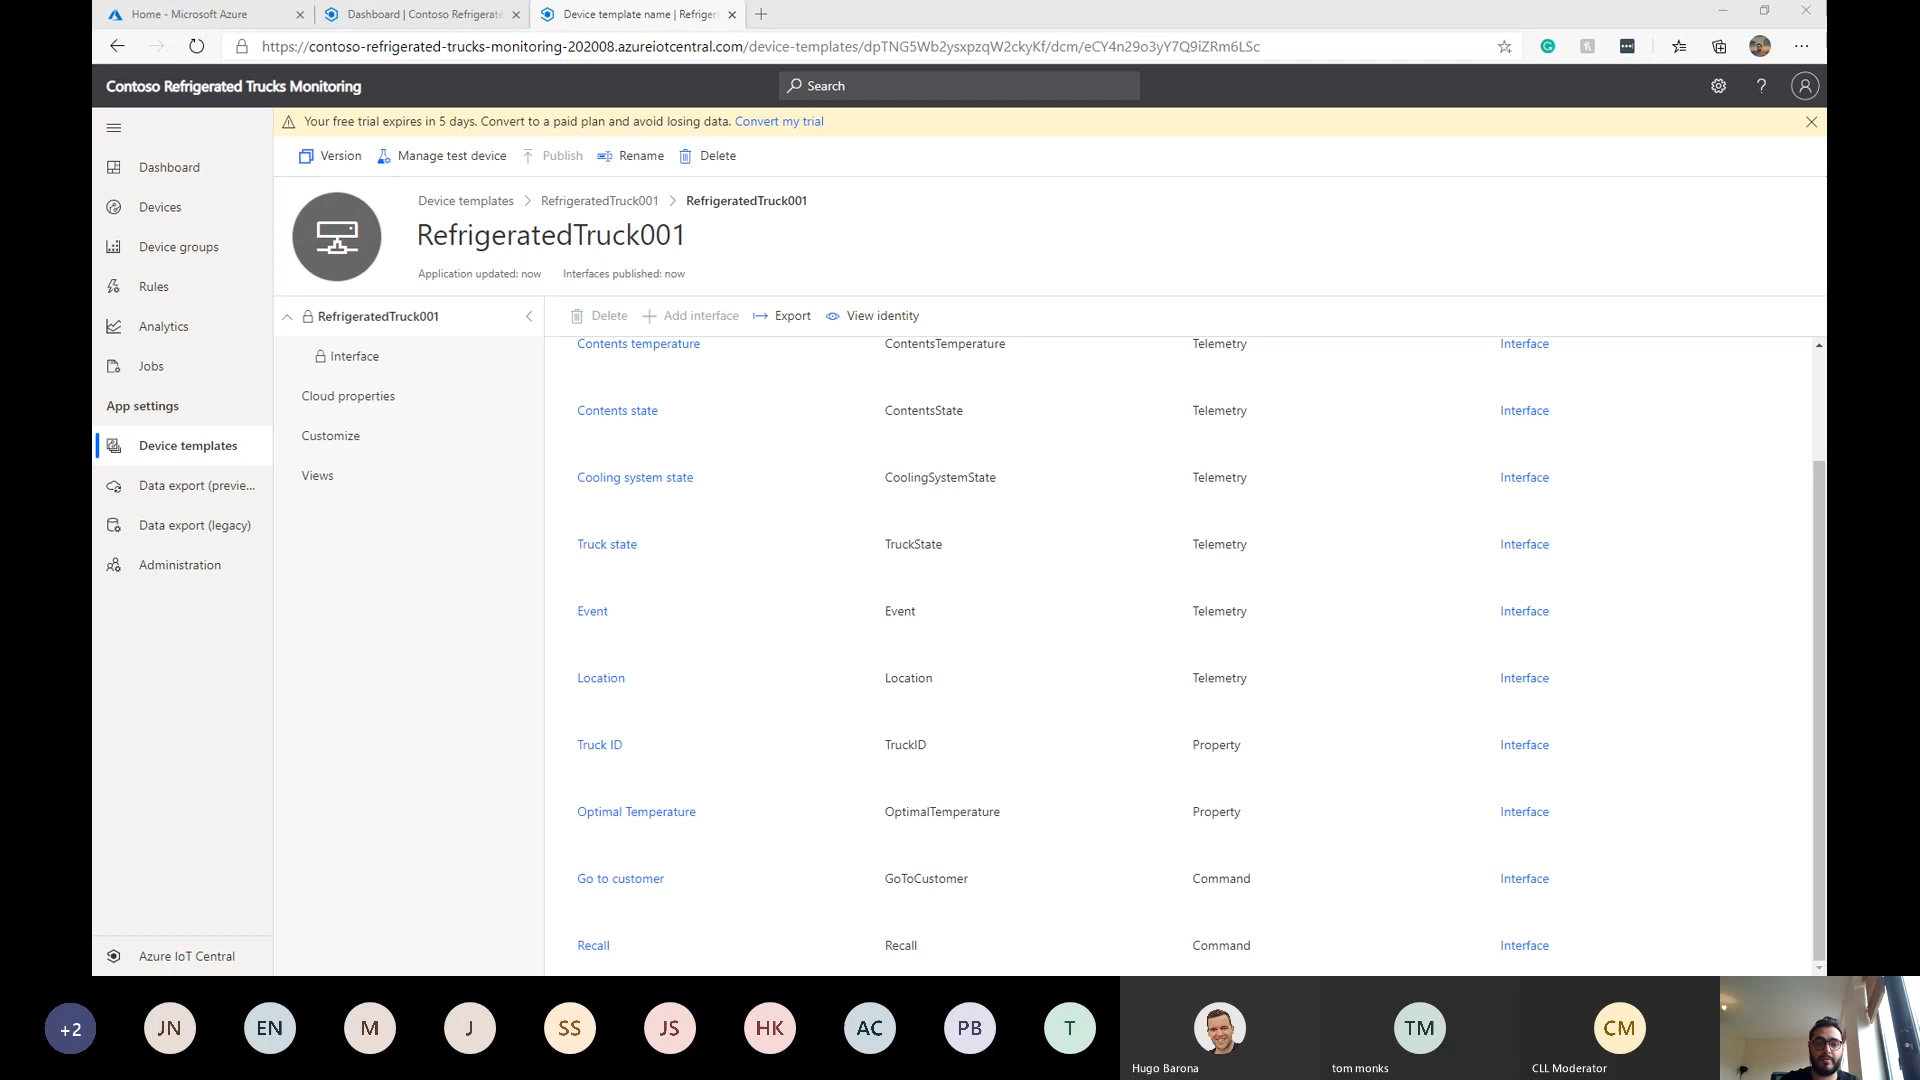 Home - Microsoft Azure
Dashboard | Contoso Refrigerate
Device template name | Refriger
https://contoso-refrigerated-trucks-monitoring-202008.azureiotcentral.com/device-templates/dpTNG5Wb2ysxpzqW2ckyKf/dcm/eCY4n29o3yY7Q9iZRm6LSc
Contoso Refrigerated Trucks Monitoring
Search
?
Your free trial expires in 5 days. Convert to a paid plan and avoid losing data. Convert my trial
Version
Manage test device
Publish
Rename
Delete
Dashboard
Devices
Device groups
Rules
Analytics
Jobs
App settings
Device templates
Data export (previe...
Data export (legacy)
Administration
Azure IoT Central
Device templates > RefrigeratedTruck001 > RefrigeratedTruck001
RefrigeratedTruck001
Application updated: now Interfaces published: now
RefrigeratedTruck001
Interface
Cloud properties
Customize
Views
Delete
Add interface
Export
View identity
Contents temperature ContentsTemperature Telemetry Interface
Contents state ContentsState Telemetry Interface
Cooling system state CoolingSystemState Telemetry Interface
Truck state TruckState Telemetry Interface
Event Event Telemetry Interface
Location Location Telemetry Interface
Truck ID TruckID Property Interface
Optimal Temperature OptimalTemperature Property Interface
Go to customer GoToCustomer Command Interface
Recall Recall Command Interface
+2
JN
EN
M
J
SS
JS
HK
AC
PB
T
TM
CM
Hugo Barona
tom monks
CLL Moderator